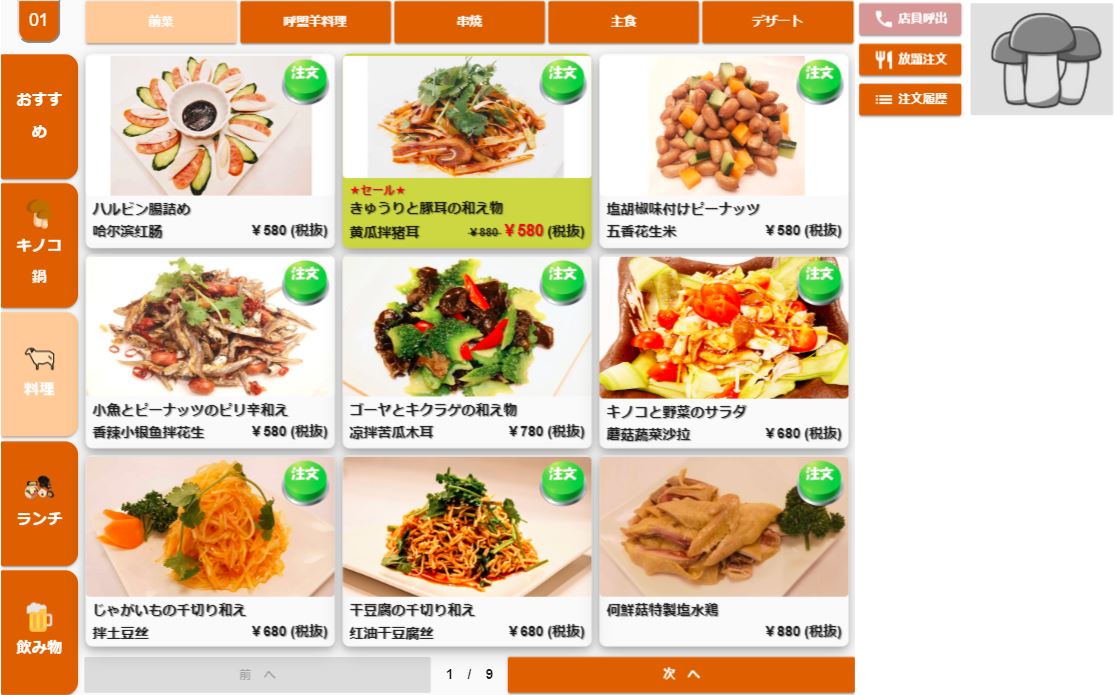 01
前菜
呼盟羊料理
串焼
主食
デザート
店員呼出
放題注文
注文履歴
おすす
め
キノコ
鍋
料理
ランチ
飲み物
注文
ハルビン腸詰め
哈尔滨红肠
￥580 (税抜)
注文
★セール★
きゅうりと豚耳の和え物
黄瓜拌猪耳
￥880 ￥580 (税抜)
注文
塩胡椒味付けピーナッツ
五香花生米
￥580 (税抜)
注文
小魚とピーナッツのピリ辛和え
香辣小银鱼拌花生
￥580 (税抜)
注文
ゴーヤとキクラゲの和え物
凉拌苦瓜木耳
￥780 (税抜)
注文
キノコと野菜のサラダ
蘑菇蔬菜沙拉
￥680 (税抜)
注文
じゃがいもの千切り和え
拌土豆丝
￥680 (税抜)
注文
干豆腐の千切り和え
红油干豆腐丝
￥680 (税抜)
注文
何鮮菇特製塩水鶏
￥880 (税抜)
前 へ
1 / 9
次 へ